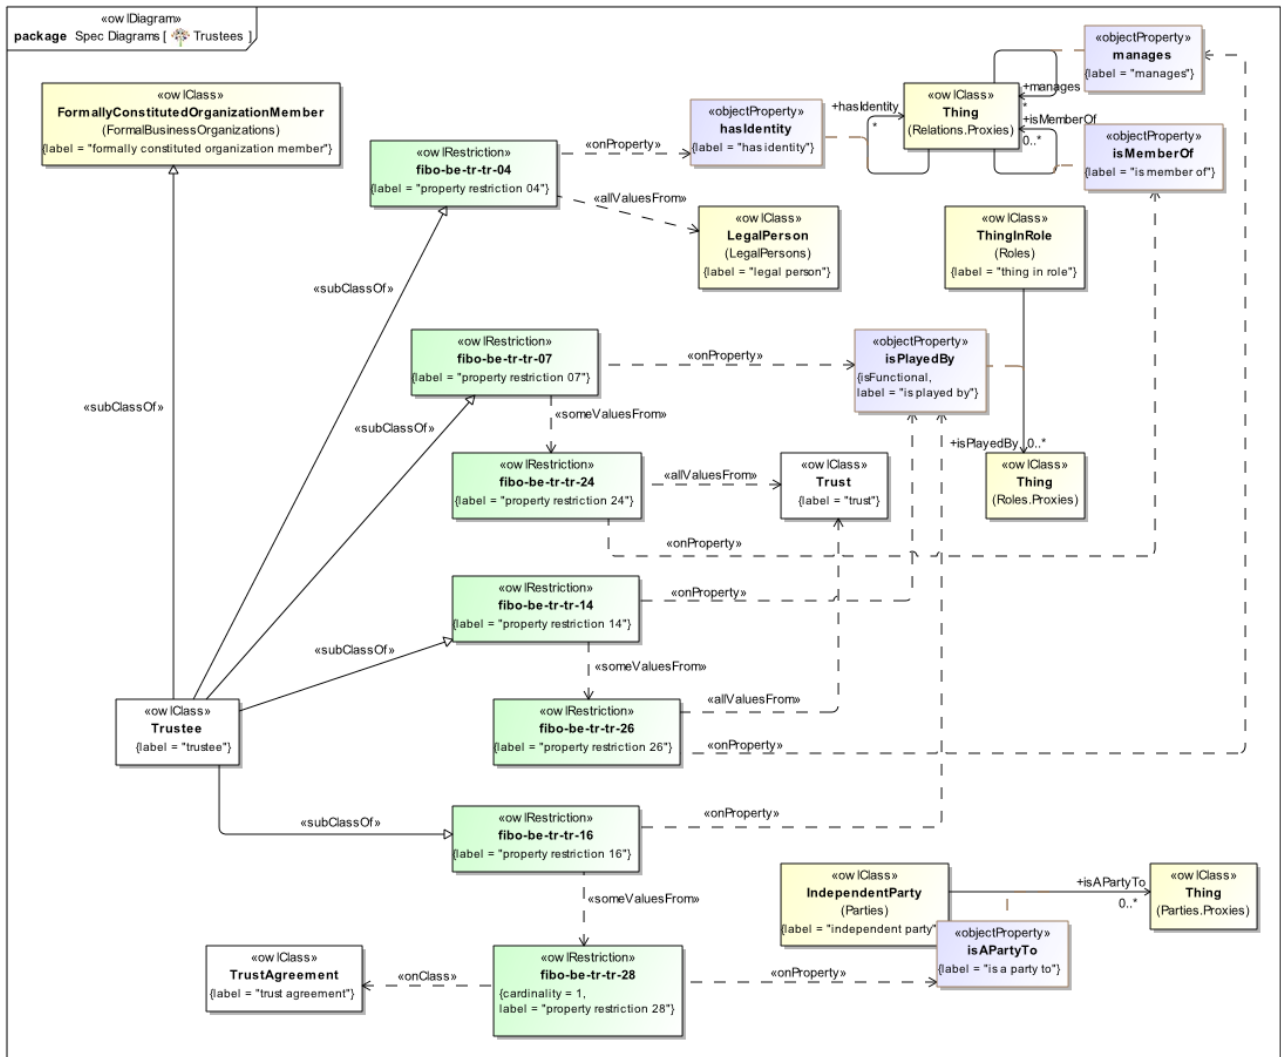 «owlDiagram»
package Spec Diagrams [ Trustees ]
«owlClass»
FormallyConstitutedOrganizationMember
(FormalBusinessOrganizations)
{label = "formally constituted organization member"}
«owlRestriction»
fibo-be-tr-tr-04
{label = "property restriction 04"}
«onProperty»
«objectProperty»
hasIdentity
{label = "has identity"}
+hasIdentity
*
«owlClass»
Thing
(Relations.Proxies)
+manages
*
+isMemberOf
0..*
«objectProperty»
manages
{label = "manages"}
«objectProperty»
isMemberOf
{label = "is member of"}
«allValuesFrom»
«owlClass»
LegalPerson
(LegalPersons)
{label = "legal person"}
«owlClass»
ThingInRole
(Roles)
{label = "thing in role"}
«subClassOf»
«owlRestriction»
fibo-be-tr-tr-07
{label = "property restriction 07"}
«onProperty»
«objectProperty»
isPlayedBy
{isFunctional,
label = "is played by"}
«subClassOf»
«subClassOf»
«someValuesFrom»
+isPlayedBy 0..*
«owlRestriction»
fibo-be-tr-tr-24
{label = "property restriction 24"}
«allValuesFrom»
«owlClass»
Trust
{label = "trust"}
«owlClass»
Thing
(Roles.Proxies)
«onProperty»
«owlRestriction»
fibo-be-tr-tr-14
{label = "property restriction 14"}
«onProperty»
«subClassOf»
«someValuesFrom»
«owlClass»
Trustee
{label = "trustee"}
«owlRestriction»
fibo-be-tr-tr-26
{label = "property restriction 26"}
«allValuesFrom»
«onProperty»
«subClassOf»
«owlRestriction»
fibo-be-tr-tr-16
{label = "property restriction 16"}
«onProperty»
«someValuesFrom»
«owlClass»
IndependentParty
(Parties)
{label = "independent party"}
+isAPartyTo
0..*
«owlClass»
Thing
(Parties.Proxies)
«owlClass»
TrustAgreement
{label = "trust agreement"}
«onClass»
«owlRestriction»
fibo-be-tr-tr-28
{cardinality = 1,
label = "property restriction 28"}
«onProperty»
«objectProperty»
isAPartyTo
{label = "is a party to"}